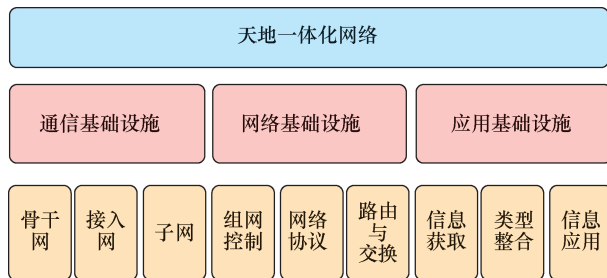 天地一体化网络
通信基础设施
网络基础设施
应用基础设施
骨干
网
接入
网
子网
组网
控制
网络
协议
路由
与
交换
信息
获取
类型
整合
信息
应用